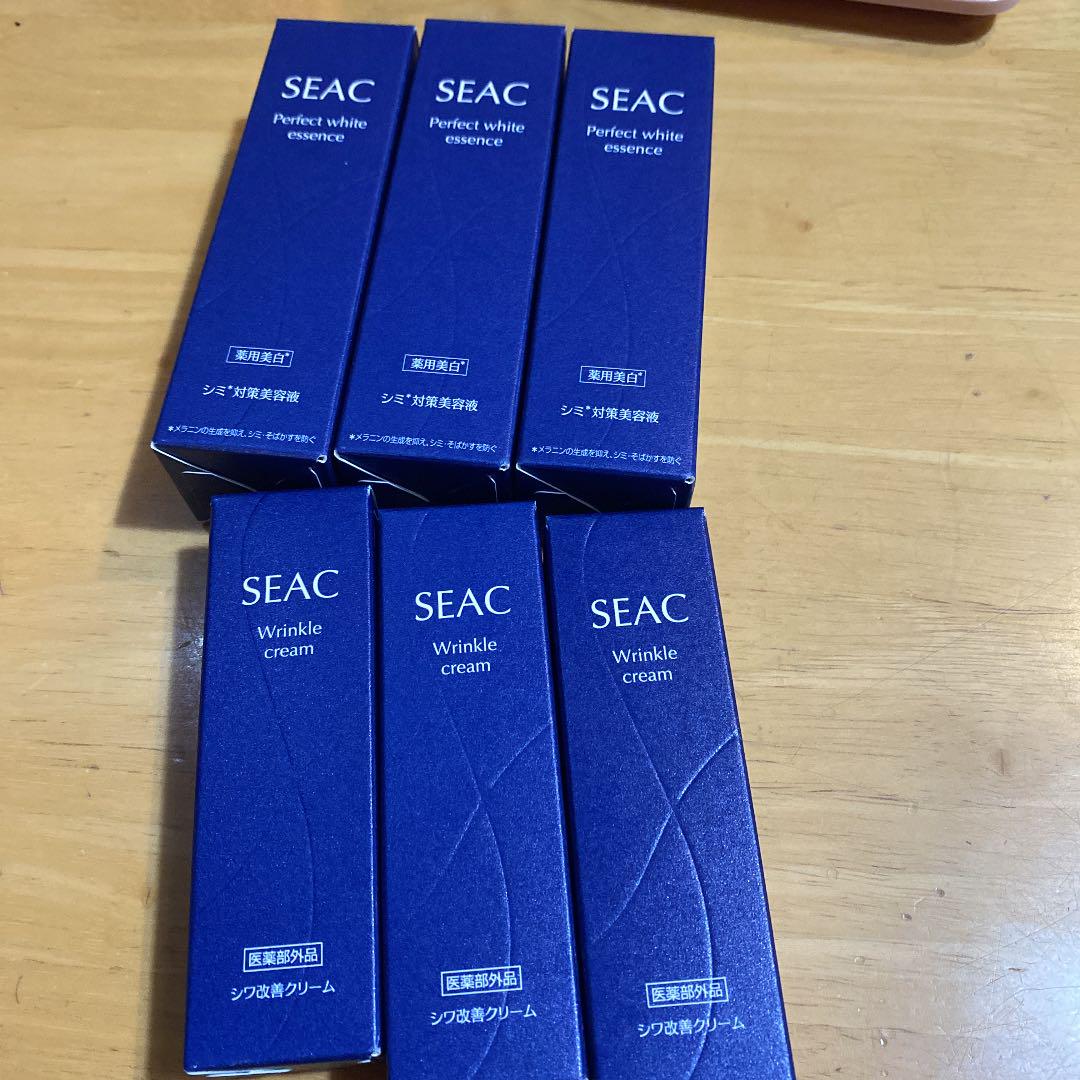 SEAC
Perfect white
essence
薬用美白*
シミ*対策美容液
*メラニンの生成を抑え、シミ・そばかすを防ぐ
SEAC
Perfect white
essence
薬用美白*
シミ*対策美容液
*メラニンの生成を抑え、シミ・そばかすを防ぐ
SEAC
Perfect white
essence
薬用美白*
シミ*対策美容液
*メラニンの生成を抑え、シミ・そばかすを防ぐ
SEAC
Wrinkle
cream
医薬部外品
シワ改善クリーム
SEAC
Wrinkle
cream
医薬部外品
シワ改善クリーム
SEAC
Wrinkle
cream
医薬部外品
シワ改善クリーム